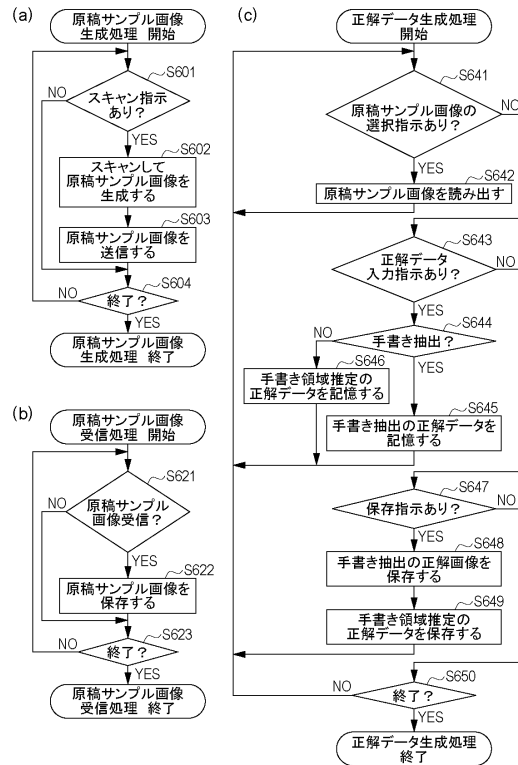 (a)
原稿サンプル画像
生成処理 開始
S601
スキャン指示
あり?
NO
YES
S602
スキャンして
原稿サンプル画像を
生成する
S603
原稿サンプル画像を
送信する
S604
終了?
NO
YES
原稿サンプル画像
生成処理 終了
(b)
原稿サンプル画像
受信処理 開始
S621
原稿サンプル
画像受信?
NO
YES
S622
原稿サンプル画像を
保存する
S623
終了?
NO
YES
原稿サンプル画像
受信処理 終了
(c)
正解データ生成処理
開始
S641
原稿サンプル画像の
選択指示あり?
NO
YES
S642
原稿サンプル画像を読み出す
S643
正解データ
入力指示あり?
NO
YES
S644
手書き抽出?
NO
YES
S646
手書き領域推定の
正解データを記憶する
S645
手書き抽出の正解データを
記憶する
S647
保存指示あり?
NO
YES
S648
手書き抽出の正解画像を
保存する
S649
手書き領域推定の
正解データを保存する
S650
終了?
NO
YES
正解データ生成処理
終了